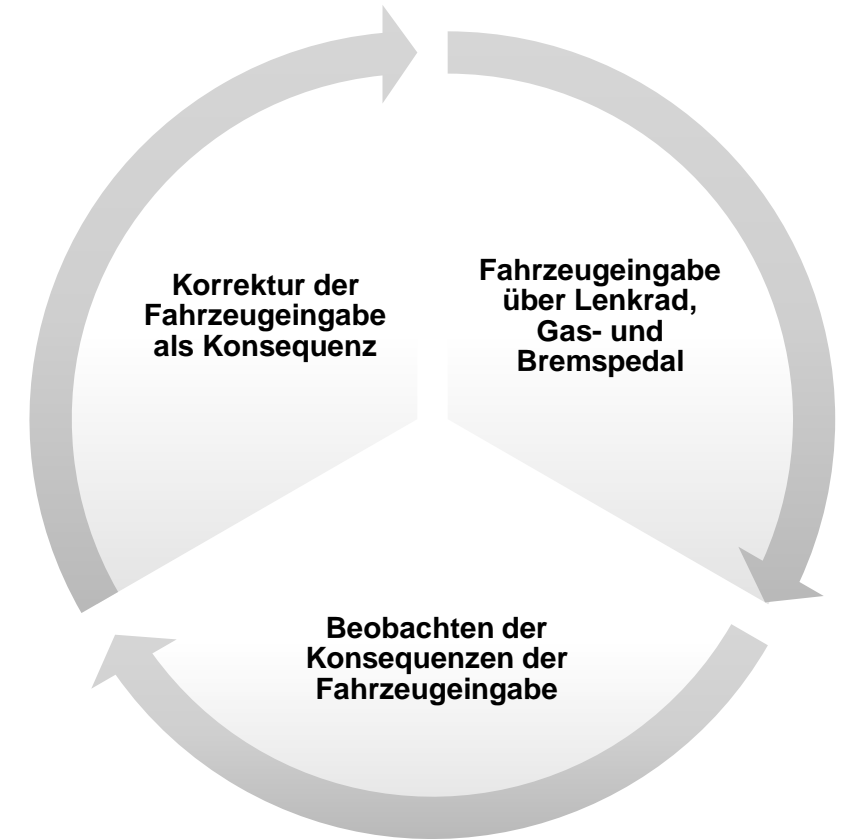 Korrektur der
Fahrzeugeingabe
als Konsequenz
Fahrzeugeingabe
über Lenkrad,
Gas- und
Bremspedal
Beobachten der
Konsequenzen der
Fahrzeugeingabe